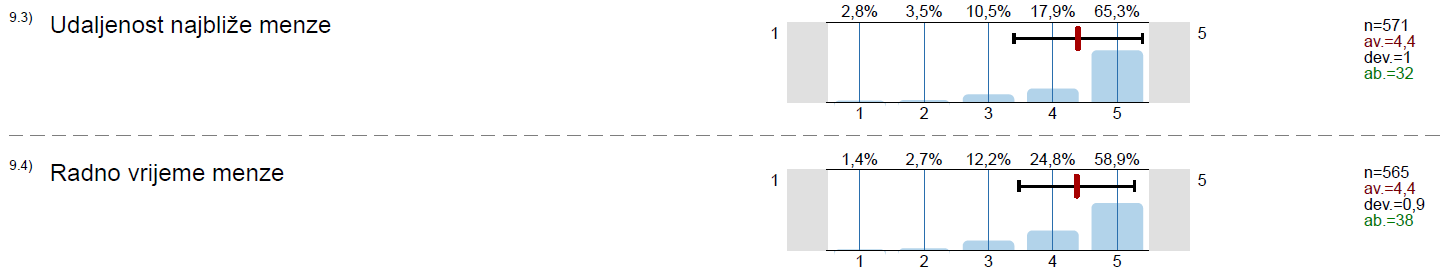 9.3) Udaljenost najbliže menze
2,8% 3,5% 10,5% 17,9% 65,3%
1 5
1 2 3 4 5
n=571
av.=4,4
dev.=1
ab.=32
9.4) Radno vrijeme menze
1,4% 2,7% 12,2% 24,8% 58,9%
1 5
1 2 3 4 5
n=565
av.=4,4
dev.=0,9
ab.=38